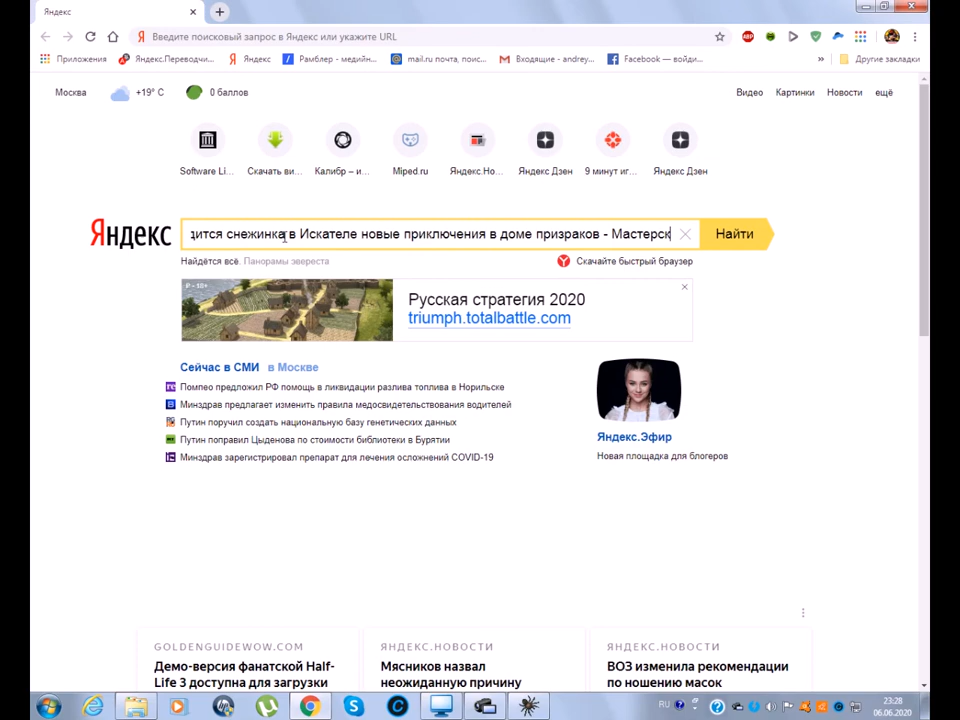 Яндекс
Введите поисковый запрос в Яндекс или укажите URL
ABP
Приложения
Яндекс.Переводчи...
Яндекс
Рамблер - медийн...
mail.ru почта, поис...
Входящие - andrey...
Facebook — войди...
»
Другие закладки
Москва
+19° C
0 баллов
Видео
Картинки
Новости
ещё
Software Li...
Скачать ви...
Калибр – и...
Miped.ru
Яндекс.Но...
Яндекс Дзен
9 минут иг...
Яндекс Дзен
Яндекс
дится снежинка в Искателе новые приключения в доме призраков - Мастерск
Найти
Найдётся всё. Панорамы эвереста
Скачайте быстрый браузер
Русская стратегия 2020
triumph.totalbattle.com
Сейчас в СМИ в Москве
Помпео предложил РФ помощь в ликвидации разлива топлива в Норильске
Минздрав предлагает изменить правила медосвидетельствования водителей
Путин поручил создать национальную базу генетических данных
Путин поправил Цыденова по стоимости библиотеки в Бурятии
Минздрав зарегистрировал препарат для лечения осложнений COVID-19
Яндекс.Эфир
Новая площадка для блогеров
GOLDENGUIDEWOW.COM
Демо-версия фанатской Half-
Life 3 доступна для загрузки
ЯНДЕКС.НОВОСТИ
Мясников назвал
неожиданную причину
ЯНДЕКС.НОВОСТИ
ВОЗ изменила рекомендации
по ношению масок
RU
23:28
06.06.2020